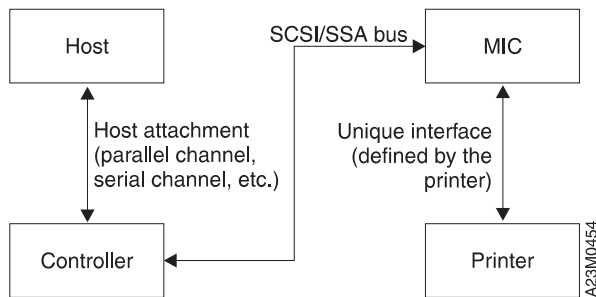 Host
SCSI/SSA bus
MIC
Host attachment
(parallel channel,
serial channel, etc.)
Unique interface
(defined by the
printer)
Controller
Printer
A23M0454